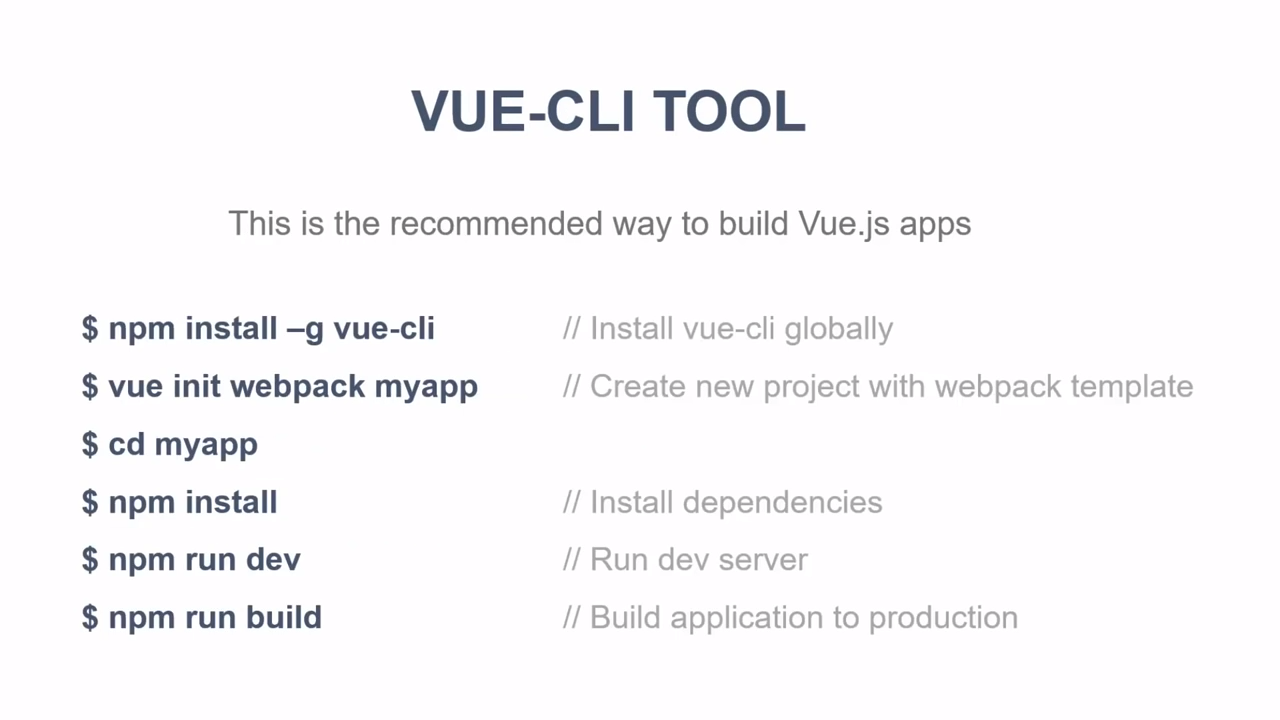 VUE-CLI TOOL
This is the recommended way to build Vue.js apps
$ npm install –g vue-cli // Install vue-cli globally
$ vue init webpack myapp // Create new project with webpack template
$ cd myapp
$ npm install // Install dependencies
$ npm run dev // Run dev server
$ npm run build // Build application to production